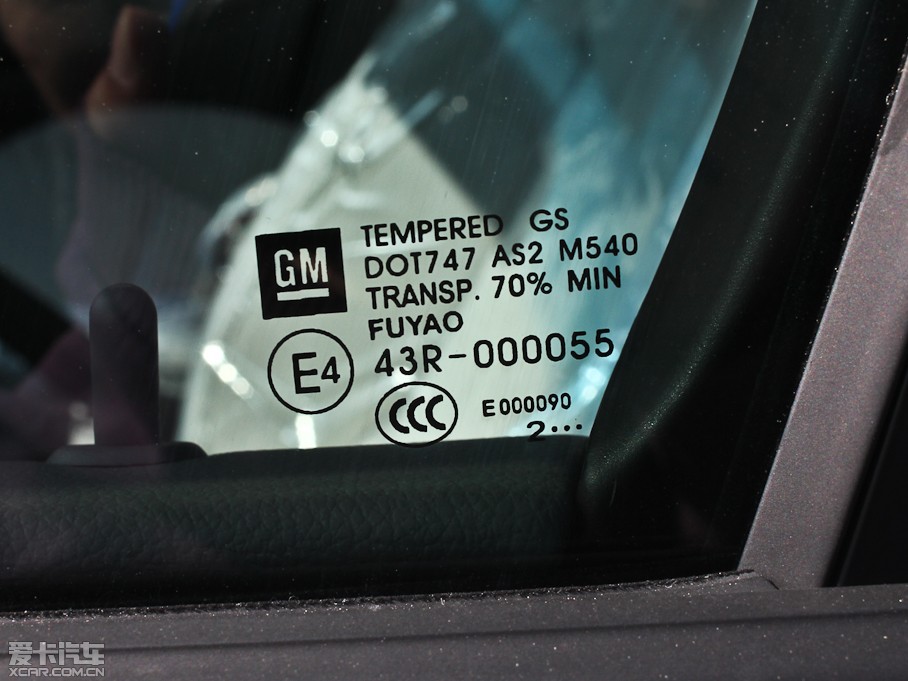 GM
TEMPERED GS
DOT747 AS2 M540
TRANSP. 70% MIN
FUYAO
E4
43R-000055
CCC
E000090
2•••
爱卡汽车
XCAR.COM.CN